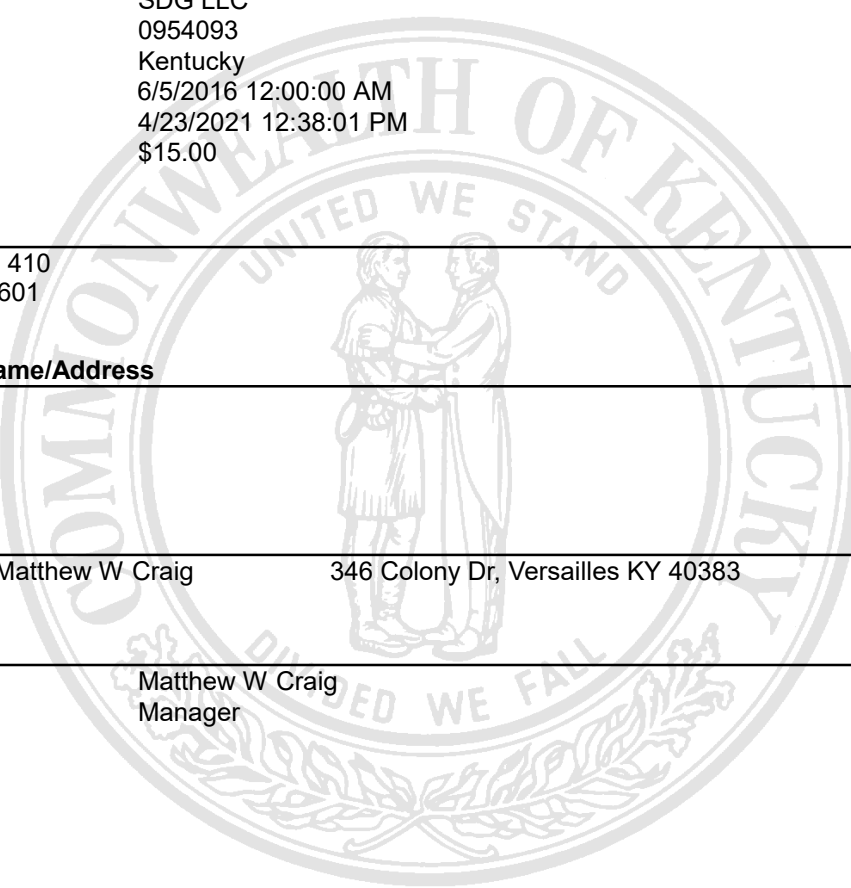 SDG LLC
0954093
Kentucky
6/5/2016 12:00:00 AM
4/23/2021 12:38:01 PM
$15.00
410
601
ame/Address
Matthew W Craig 346 Colony Dr, Versailles KY 40383
Matthew W Craig
Manager
COMMONWEALTH OF KENTUCKY
UNITED WE STAND
DIVIDED WE FALL